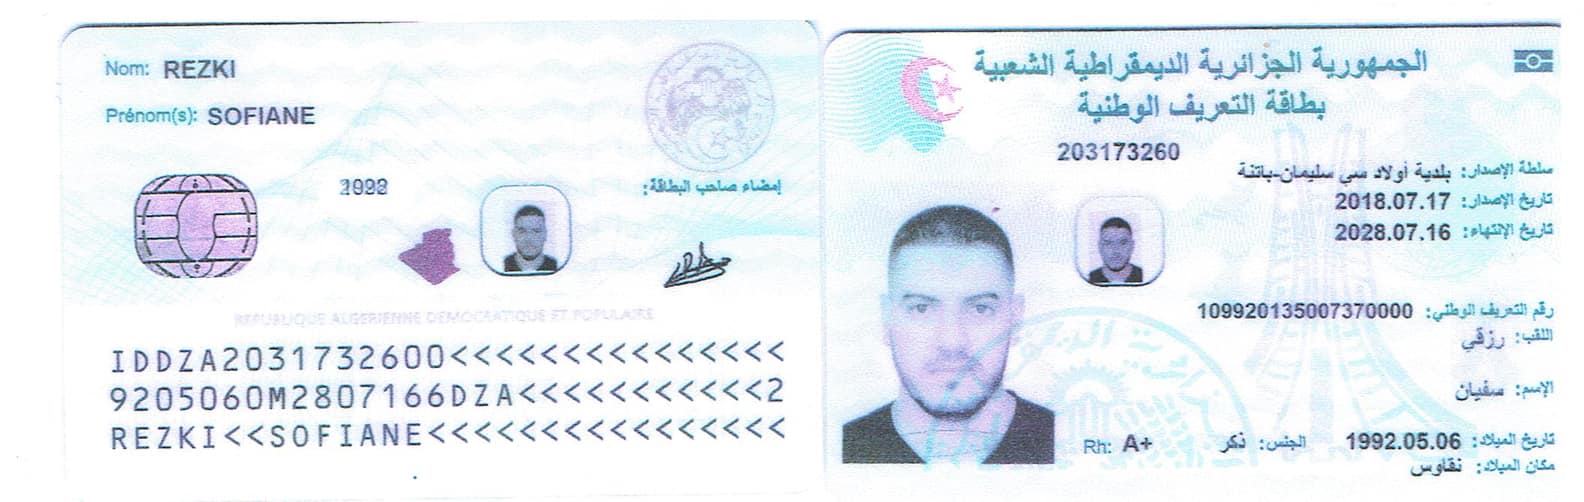 Nom: REZKI
Prénom(s): SOFIANE
إمضاء صاحب البطاقة:
REPUBLIQUE ALGERIENNE DEMOCRATIQUE ET POPULAIRE
IDDZA2031732600<<<<<<<<<<<<<<<
9205060M2807166DZA<<<<<<<<<<<2
REZKI<<SOFIANE<<<<<<<<<<<<<<<<
الجمهورية الجزائرية الديمقراطية الشعبية
بطاقة التعريف الوطنية
203173260
سلطة الإصدار: بلدية أولاد سي سليمان-باتنة
تاريخ الإصدار: 2018.07.17
تاريخ الإنتهاء: 2028.07.16
رقم التعريف الوطني: 109920135007370000
اللقب: رزقي
الإسم: سفيان
تاريخ الميلاد: 1992.05.06 الجنس: ذكر Rh: A+
مكان الميلاد: نقاوس